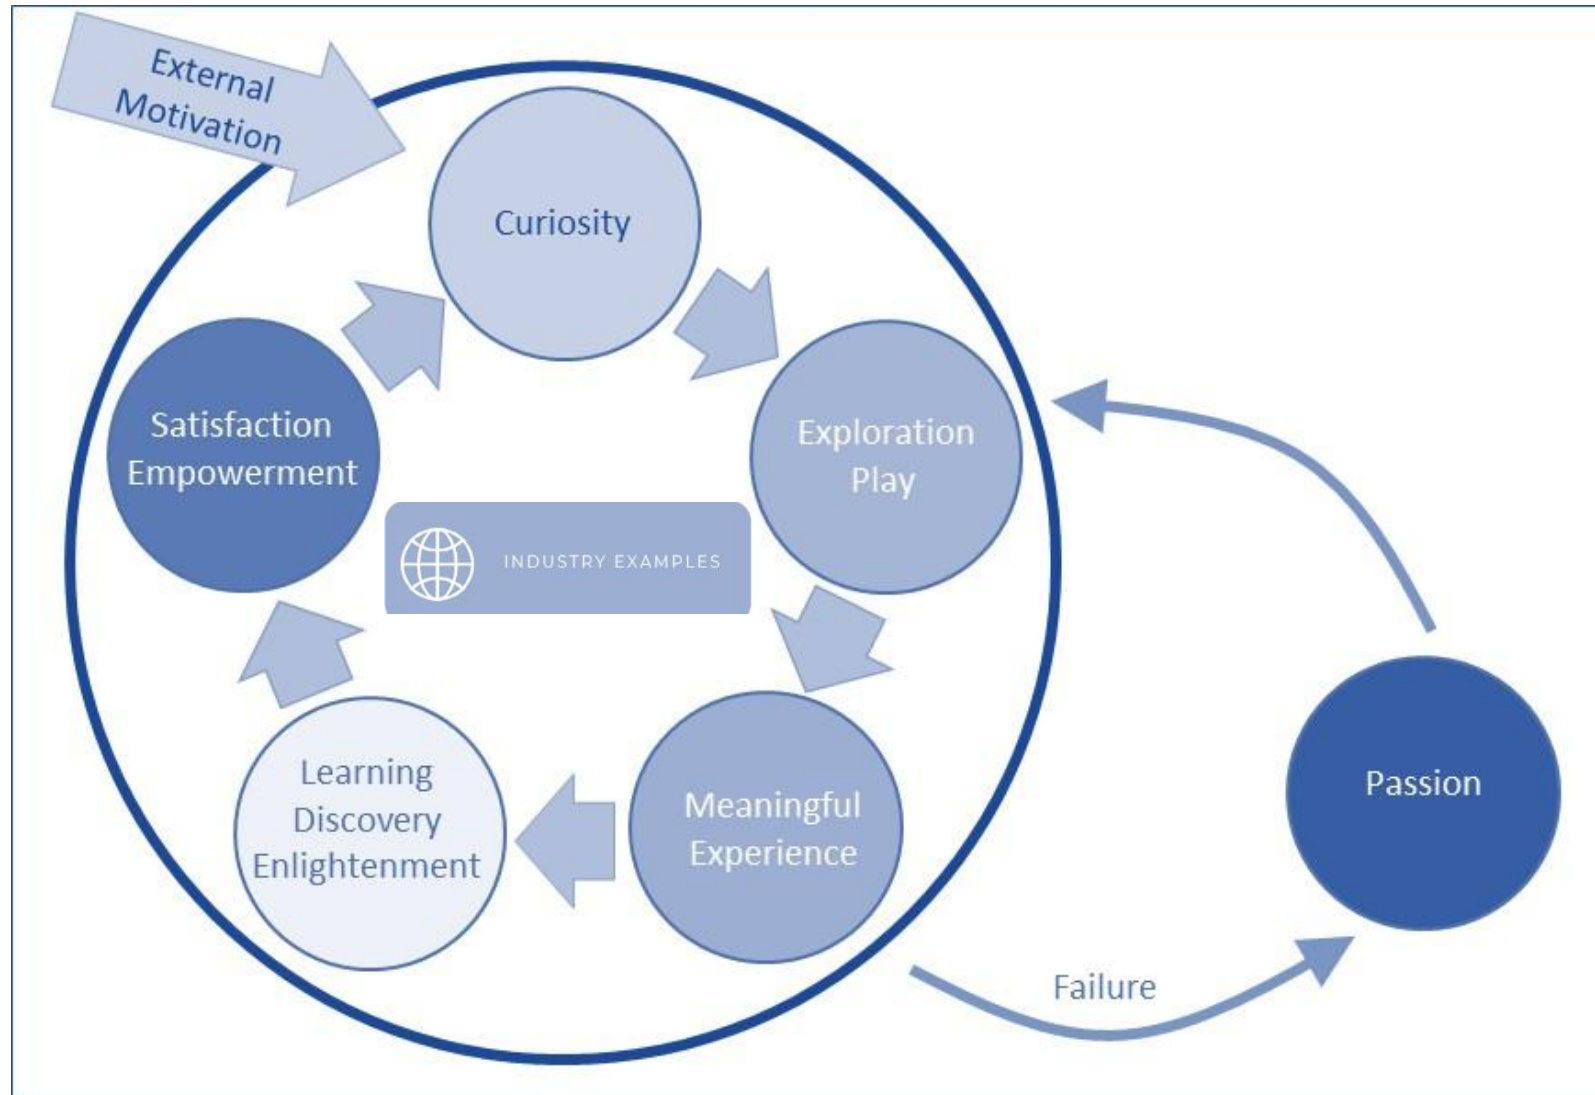 External
Motivation
Curiosity
Exploration
Play
Meaningful
Experience
Learning
Discovery
Enlightenment
Satisfaction
Empowerment
INDUSTRY EXAMPLES
Passion
Failure